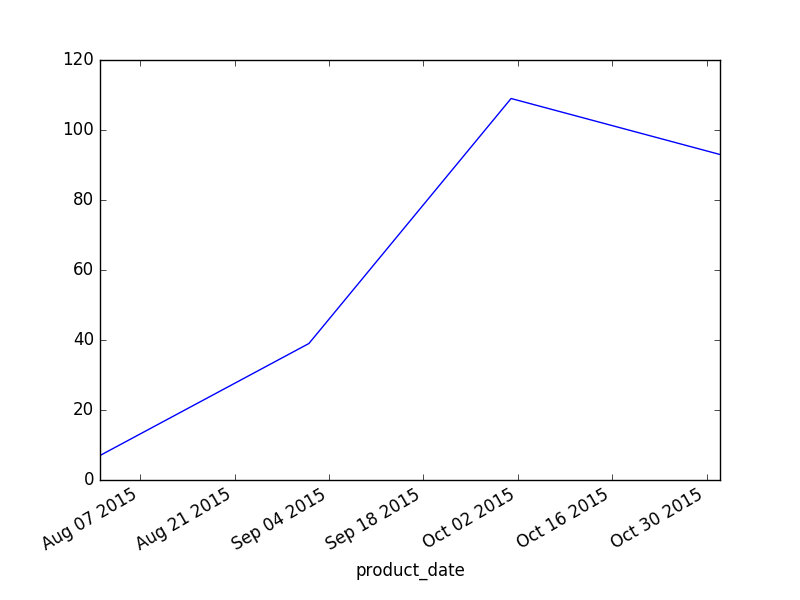 120
100
80
60
40
20
0
Aug 07 2015
Aug 21 2015
Sep 04 2015
Sep 18 2015
Oct 02 2015
Oct 16 2015
Oct 30 2015
product_date